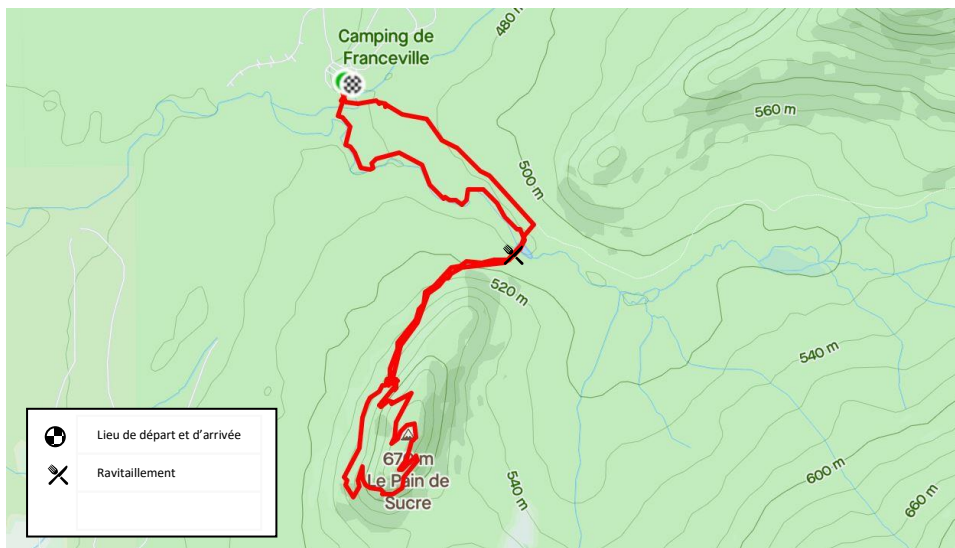 480 m
Camping de
Franceville
560 m
500 m
520 m
540 m
Le Pain de
Sucre
540 m
600 m
660 m
Lieu de départ et d’arrivée
Ravitaillement